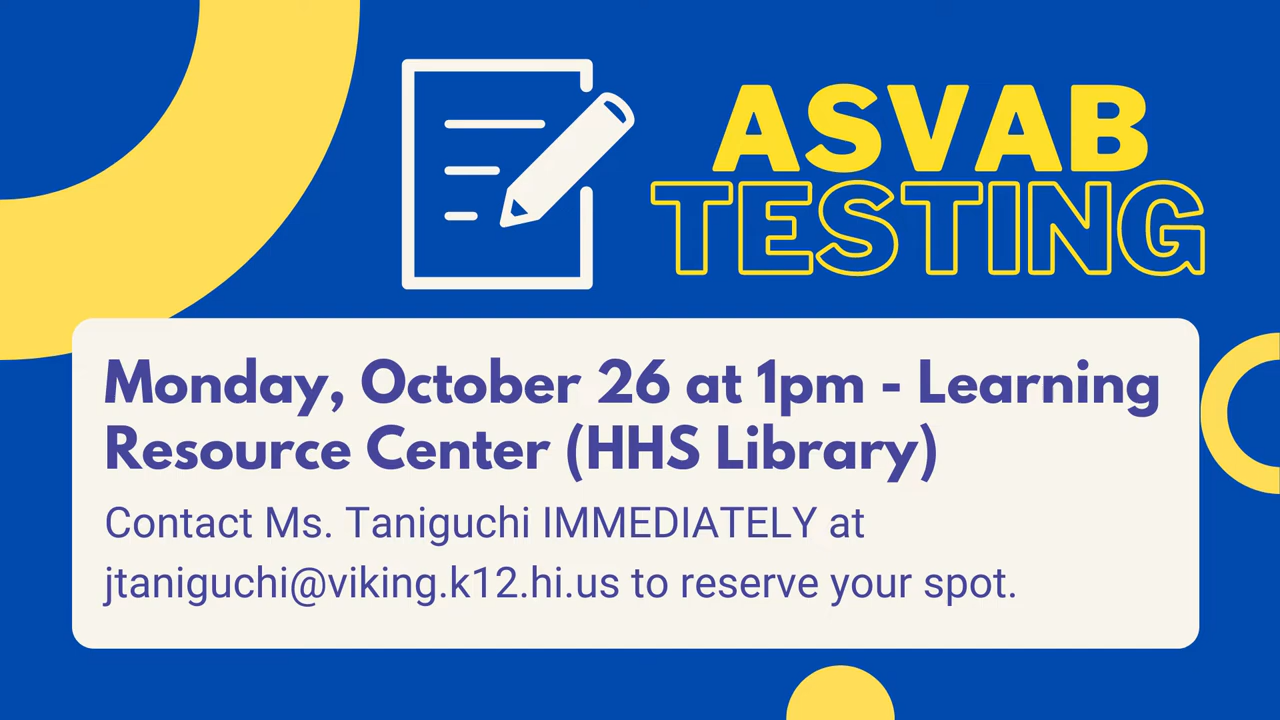 ASVAB
TESTING
Monday, October 26 at 1pm - Learning
Resource Center (HHS Library)
Contact Ms. Taniguchi IMMEDIATELY at
jtaniguchi@viking.k12.hi.us to reserve your spot.